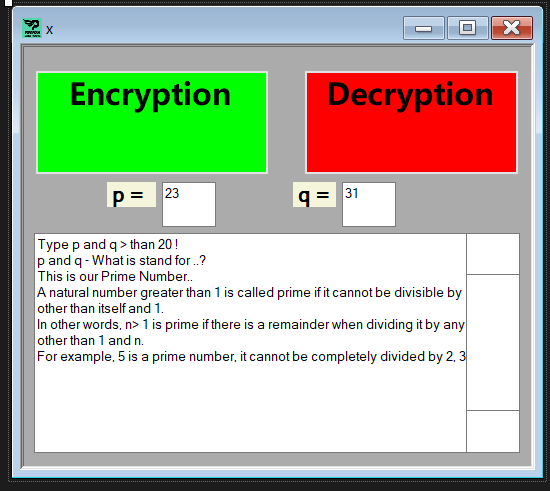 x
Encryption
Decryption
p =
23
q =
31
Type p and q > than 20 !
p and q - What is stand for ..?
This is our Prime Number..
A natural number greater than 1 is called prime if it cannot be divisible by
other than itself and 1.
In other words, n> 1 is prime if there is a remainder when dividing it by any
other than 1 and n.
For example, 5 is a prime number, it cannot be completely divided by 2, 3